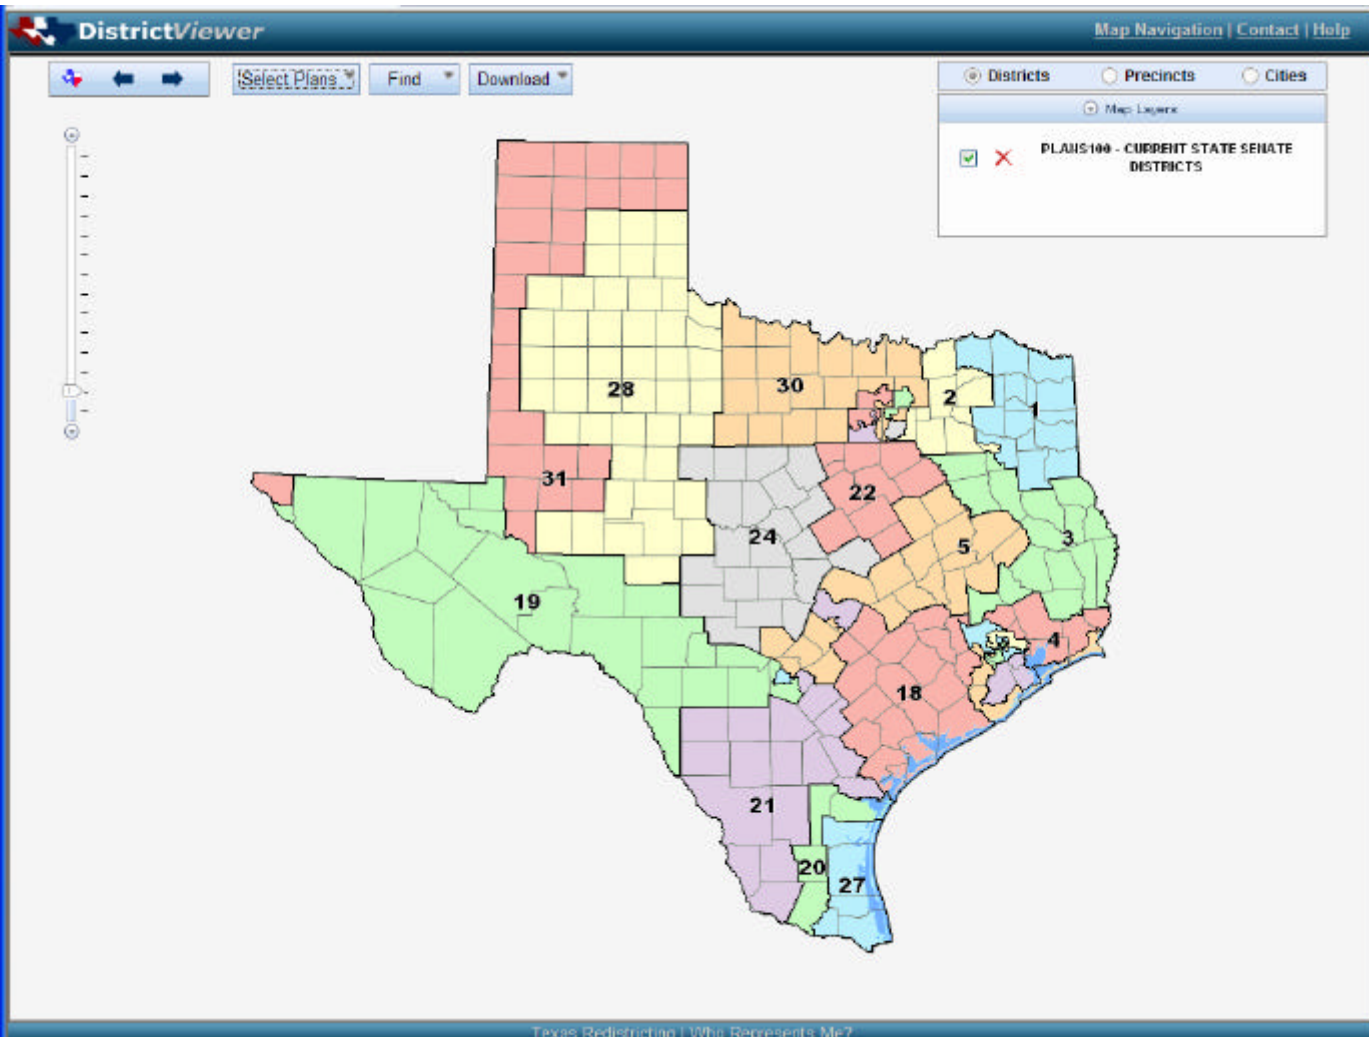 DistrictViewer
Map Navigation | Contact | Help
Select Plans
Find
Download
Districts
Precincts
Cities
Map Layers
PLANS100 - CURRENT STATE SENATE
DISTRICTS
28
30
2
1
31
22
24
5
3
19
4
18
21
20
27
Texas Redistricting | Who Represents Me?